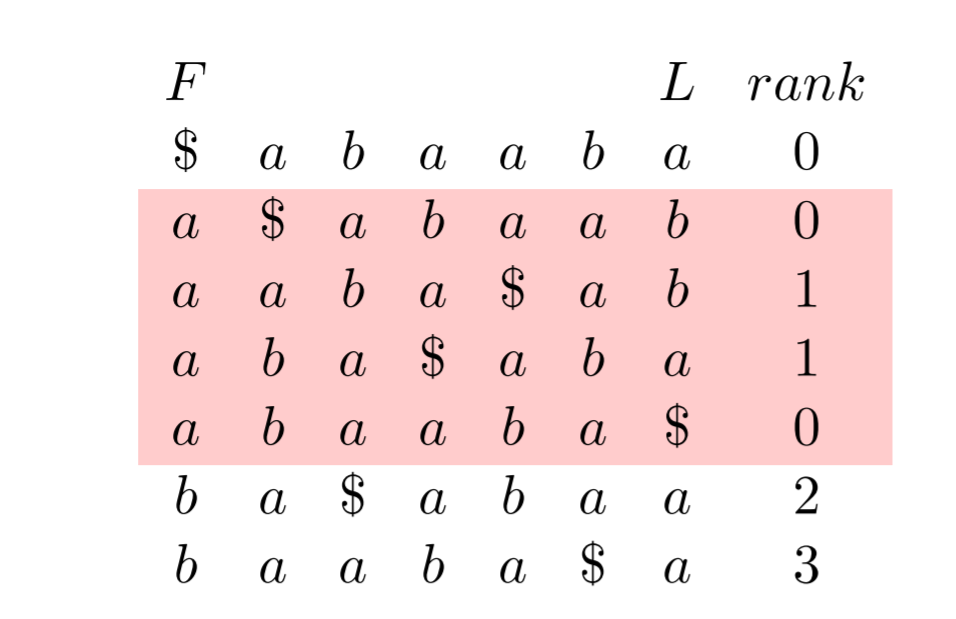 F L rank
$ a b a a b a 0
a $ a b a a b 0
a a b a $ a b 1
a b a $ a b a 1
a b a a b a $ 0
b a $ a b a a 2
b a a b a $ a 3